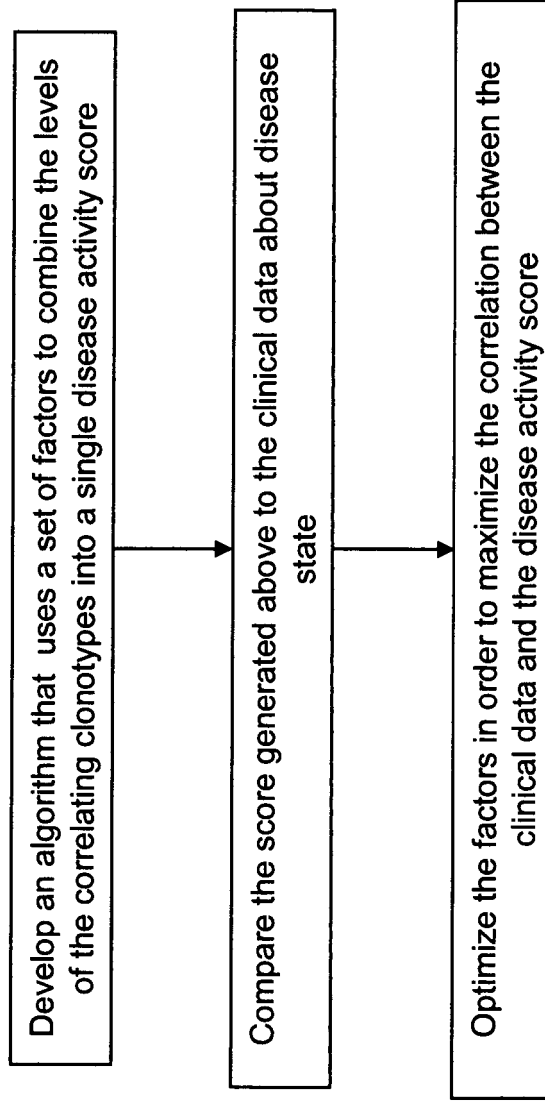 Develop an algorithm that uses a set of factors to combine the levels
of the correlating clonotypes into a single disease activity score
Compare the score generated above to the clinical data about disease
state
Optimize the factors in order to maximize the correlation between the
clinical data and the disease activity score